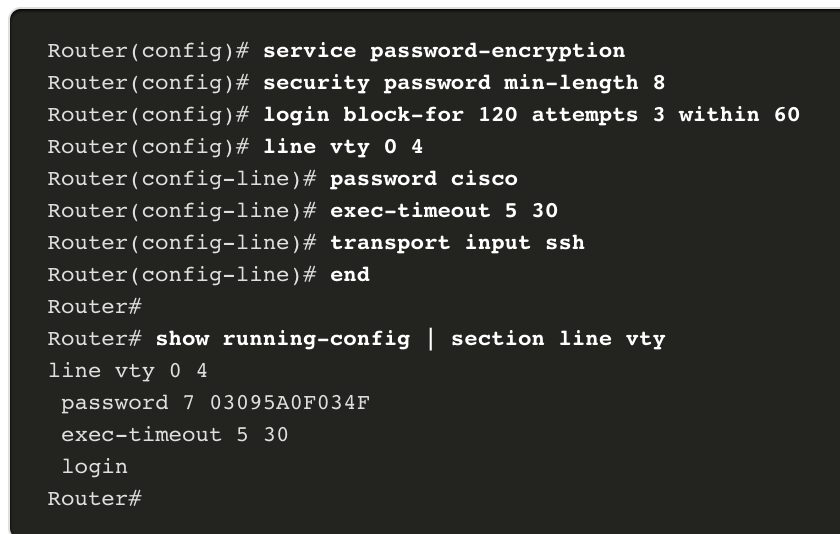 Router(config)# service password-encryption
Router(config)# security password min-length 8
Router(config)# login block-for 120 attempts 3 within 60
Router(config)# line vty 0 4
Router(config-line)# password cisco
Router(config-line)# exec-timeout 5 30
Router(config-line)# transport input ssh
Router(config-line)# end
Router#
Router# show running-config | section line vty
line vty 0 4
 password 7 03095A0F034F
 exec-timeout 5 30
 login
Router#